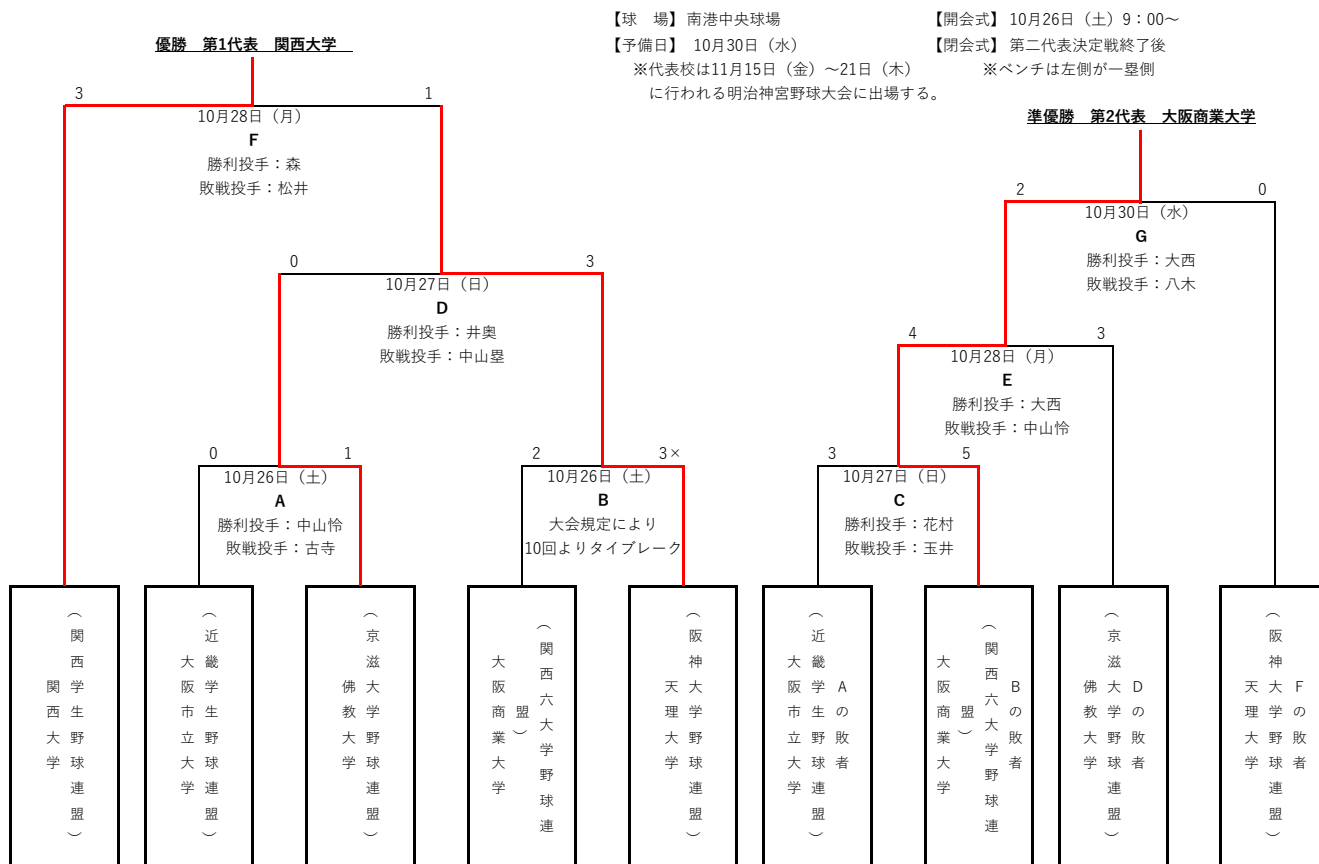 【球　場】 南港中央球場
【開会式】 10月26日（土）9：00～
【予備日】 10月30日（水）
【閉会式】 第二代表決定戦終了後
※代表校は11月15日（金）～21日（木）
※ベンチは左側が一塁側
に行われる明治神宮野球大会に出場する。
優勝　第1代表　関西大学
3
1
10月28日（月）
F
勝利投手：森
敗戦投手：松井
準優勝　第2代表　大阪商業大学
2
0
10月30日（水）
G
勝利投手：大西
敗戦投手：八木
0
3
10月27日（日）
D
勝利投手：井奥
敗戦投手：中山塁
4
3
10月28日（月）
E
勝利投手：大西
敗戦投手：中山怜
0
1
10月26日（土）
A
勝利投手：中山怜
敗戦投手：古寺
2
3×
10月26日（土）
B
大会規定により
10回よりタイブレーク
3
5
10月27日（日）
C
勝利投手：花村
敗戦投手：玉井
（関西学生野球連盟）
関西大学
（近畿学生野球連盟）
大阪市立大学
（京滋大学野球連盟）
佛教大学
（関西六大学野球連
盟）
大阪商業大学
（阪神大学野球連盟）
天理大学
Aの敗者
（近畿学生野球連盟）
大阪市立大学
Bの敗者
（関西六大学野球連
盟）
大阪商業大学
Dの敗者
（京滋大学野球連盟）
佛教大学
Fの敗者
（阪神大学野球連盟）
天理大学